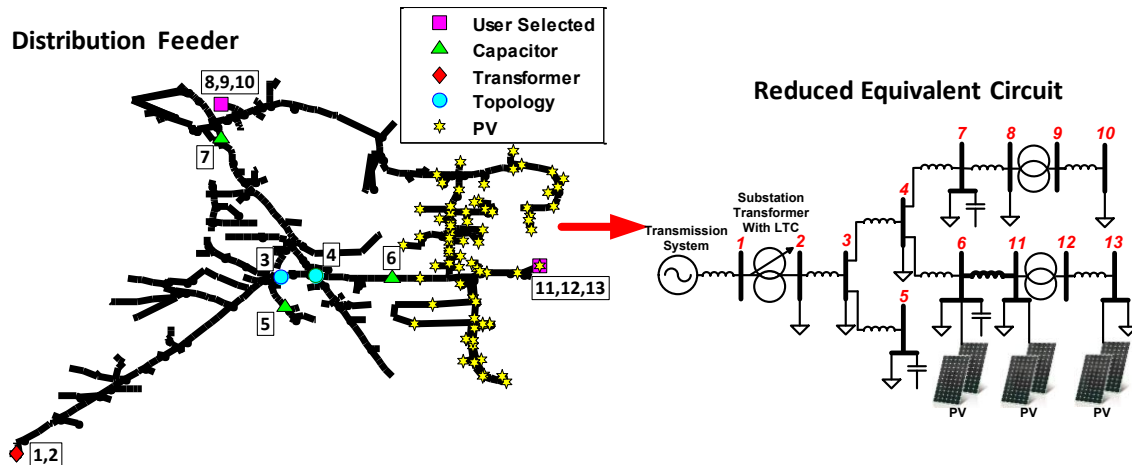 Distribution Feeder
User Selected
Capacitor
Transformer
Topology
PV
8,9,10
7
3
4
6
5
11,12,13
1,2
Reduced Equivalent Circuit
Transmission
System
Substation
Transformer
With LTC
1
2
3
4
5
6
7
8
9
10
11
12
13
PV
PV
PV